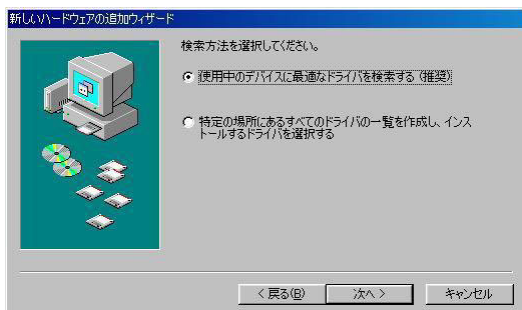 新しいハードウェアの追加ウィザード
検索方法を選択してください。
使用中のデバイスに最適なドライバを検索する (推奨)
特定の場所にあるすべてのドライバの一覧を作成し、インス
トールするドライバを選択する
< 戻る(B)
次へ >
キャンセル